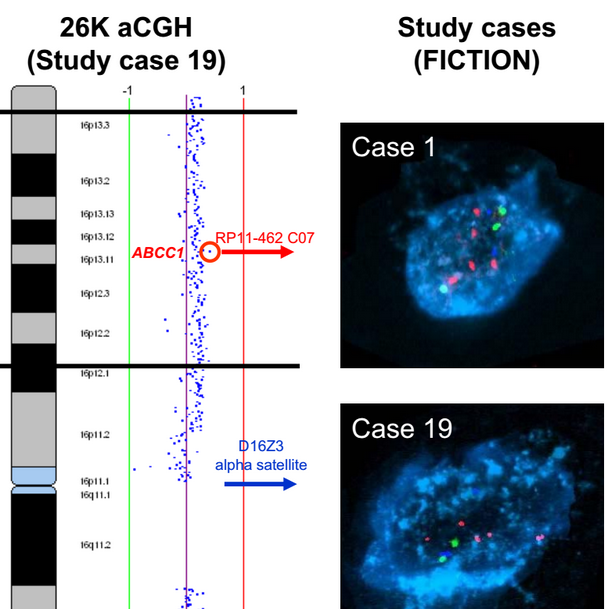 26K aCGH
(Study case 19)
Study cases
(FICTION)
-1
1
16p13.3
16p13.2
16p13.13
16p13.12
16p13.11
16p12.3
16p12.2
16p12.1
16p11.2
16p11.1
16q11.1
16q11.2
ABCC1
RP11-462 C07
D16Z3
alpha satellite
Case 1
Case 19